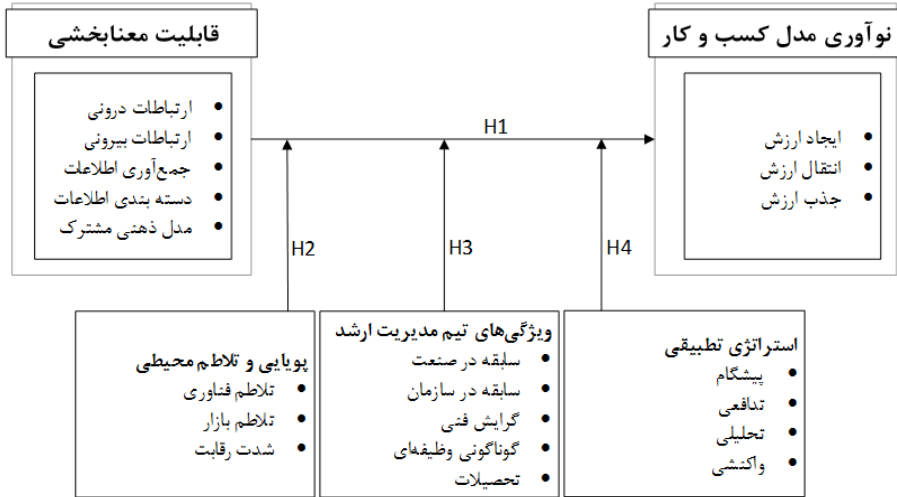 قابلیت معنابخشی
ارتباطات درونی
ارتباطات بیرونی
جمع‌آوری اطلاعات
دسته بندی اطلاعات
مدل ذهنی مشترک
نوآوری مدل کسب و کار
ایجاد ارزش
انتقال ارزش
جذب ارزش
H1
H2
H3
H4
پویایی و تلاطم محیطی
تلاطم فناوری
تلاطم بازار
شدت رقابت
ویژگی‌های تیم مدیریت ارشد
سابقه در صنعت
سابقه در سازمان
گرایش فنی
گوناگونی وظیفه‌ای
تحصیلات
استراتژی تطبیقی
پیشگام
تدافعی
تحلیلی
واکنشی